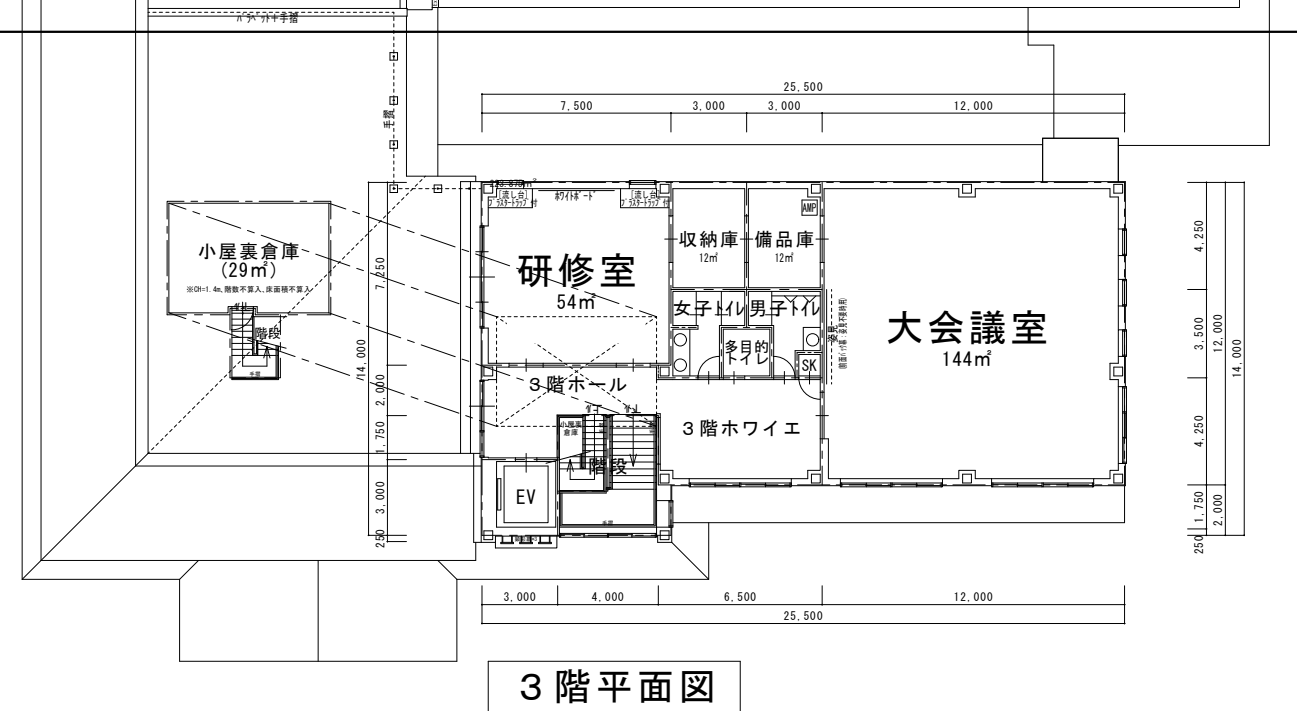 パラペット+手摺
25,500
7,500
3,000
3,000
12,000
手摺
[流し台]
プラスタートラップ付
ホワイトボード
[流し台]
プラスタートラップ付
AMP
収納庫
12㎡
備品庫
12㎡
小屋裏倉庫
(29㎡)
※CH=1.4m、階数不算入、床面積不算入
研修室
54㎡
女子トイレ
男子トイレ
多目的
トイレ
SK
姿見
大会議室
144㎡
階段
手摺
3階ホール
3階ホワイエ
小屋裏
倉庫
階段
EV
手摺
7,250
2,000
1,750
3,000
250
14,000
4,250
3,500
4,250
1,750
250
12,000
2,000
14,000
3,000
4,000
6,500
12,000
25,500
3階平面図